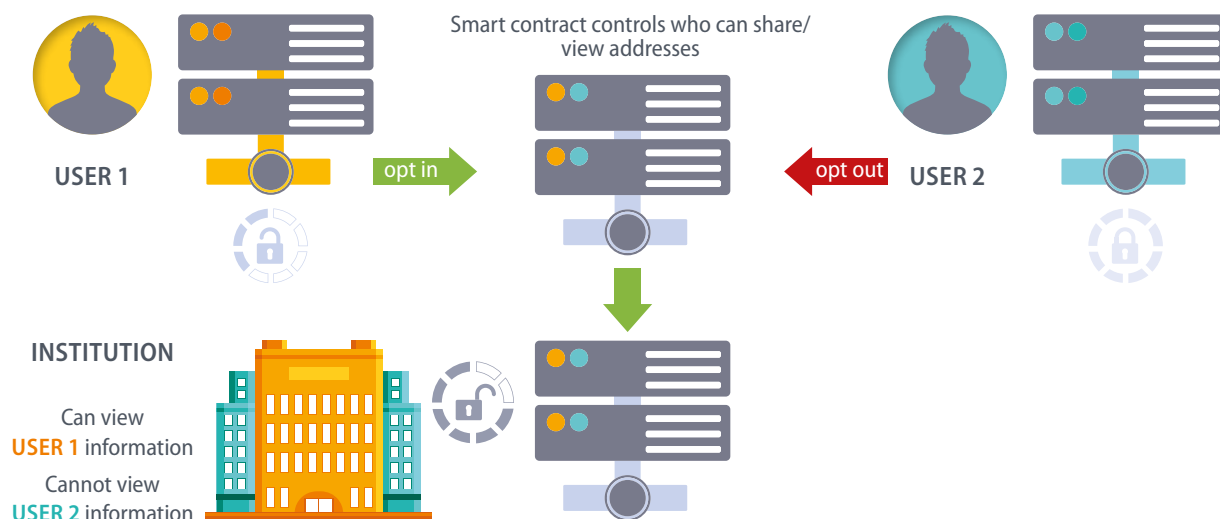 Smart contract controls who can share/
view addresses
USER 1
opt in
opt out
USER 2
INSTITUTION
Can view
USER 1 information
Cannot view
USER 2 information